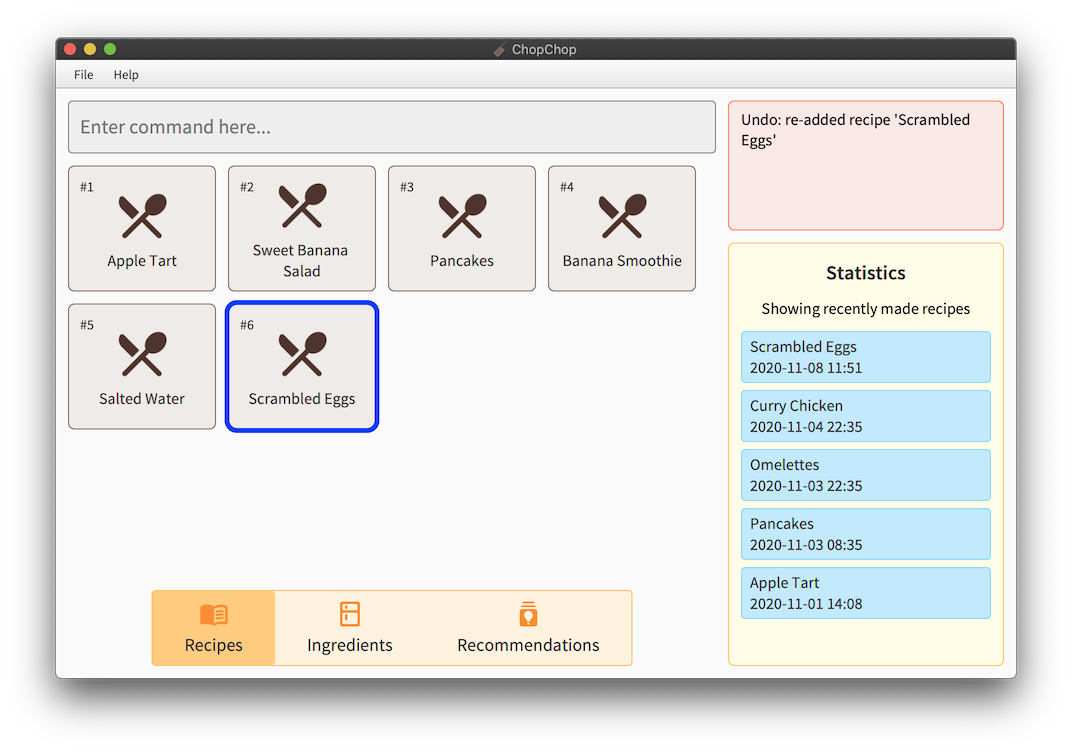 ChopChop
File Help
Enter command here...
#1
Apple Tart
#2
Sweet Banana
Salad
#3
Pancakes
#4
Banana Smoothie
#5
Salted Water
#6
Scrambled Eggs
Recipes
Ingredients
Recommendations
Undo: re-added recipe 'Scrambled
Eggs'
Statistics
Showing recently made recipes
Scrambled Eggs
2020-11-08 11:51
Curry Chicken
2020-11-04 22:35
Omelettes
2020-11-03 22:35
Pancakes
2020-11-03 08:35
Apple Tart
2020-11-01 14:08